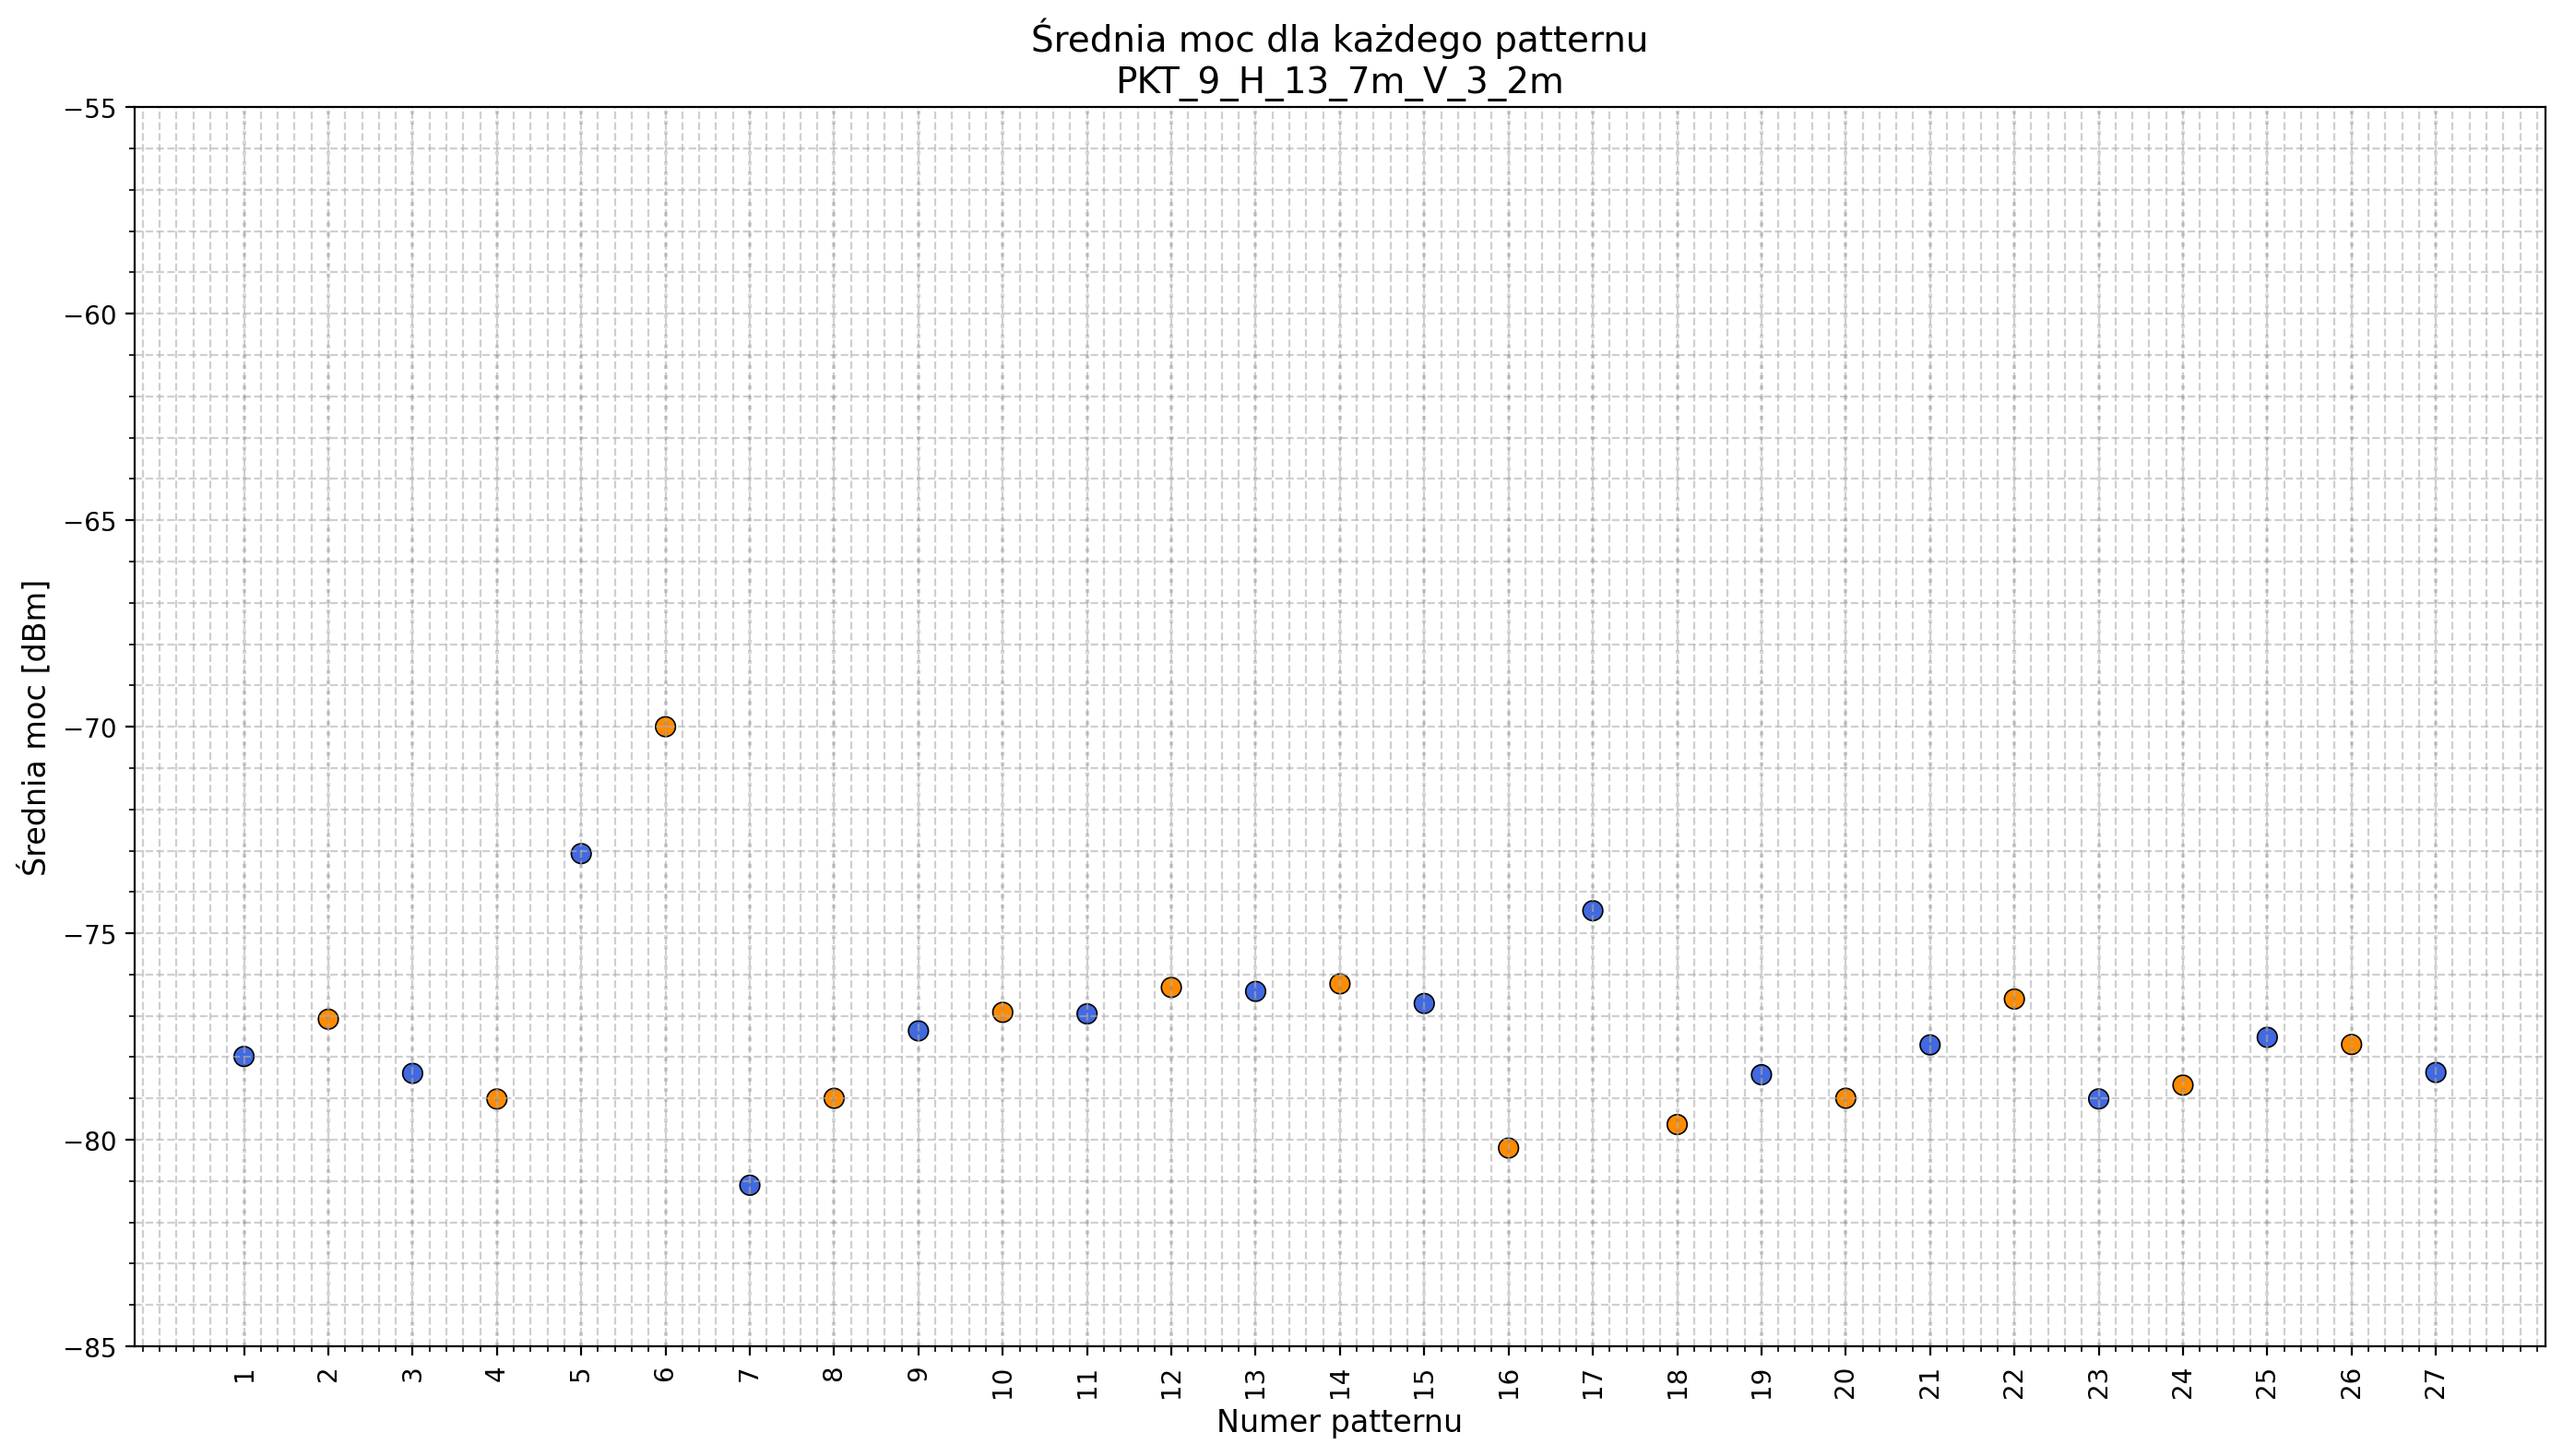 Średnia moc dla każdego patternu
PKT_9_H_13_7m_V_3_2m
Średnia moc [dBm]
−55
−60
−65
−70
−75
−80
−85
1 2 3 4 5 6 7 8 9 10 11 12 13 14 15 16 17 18 19 20 21 22 23 24 25 26 27
Numer patternu